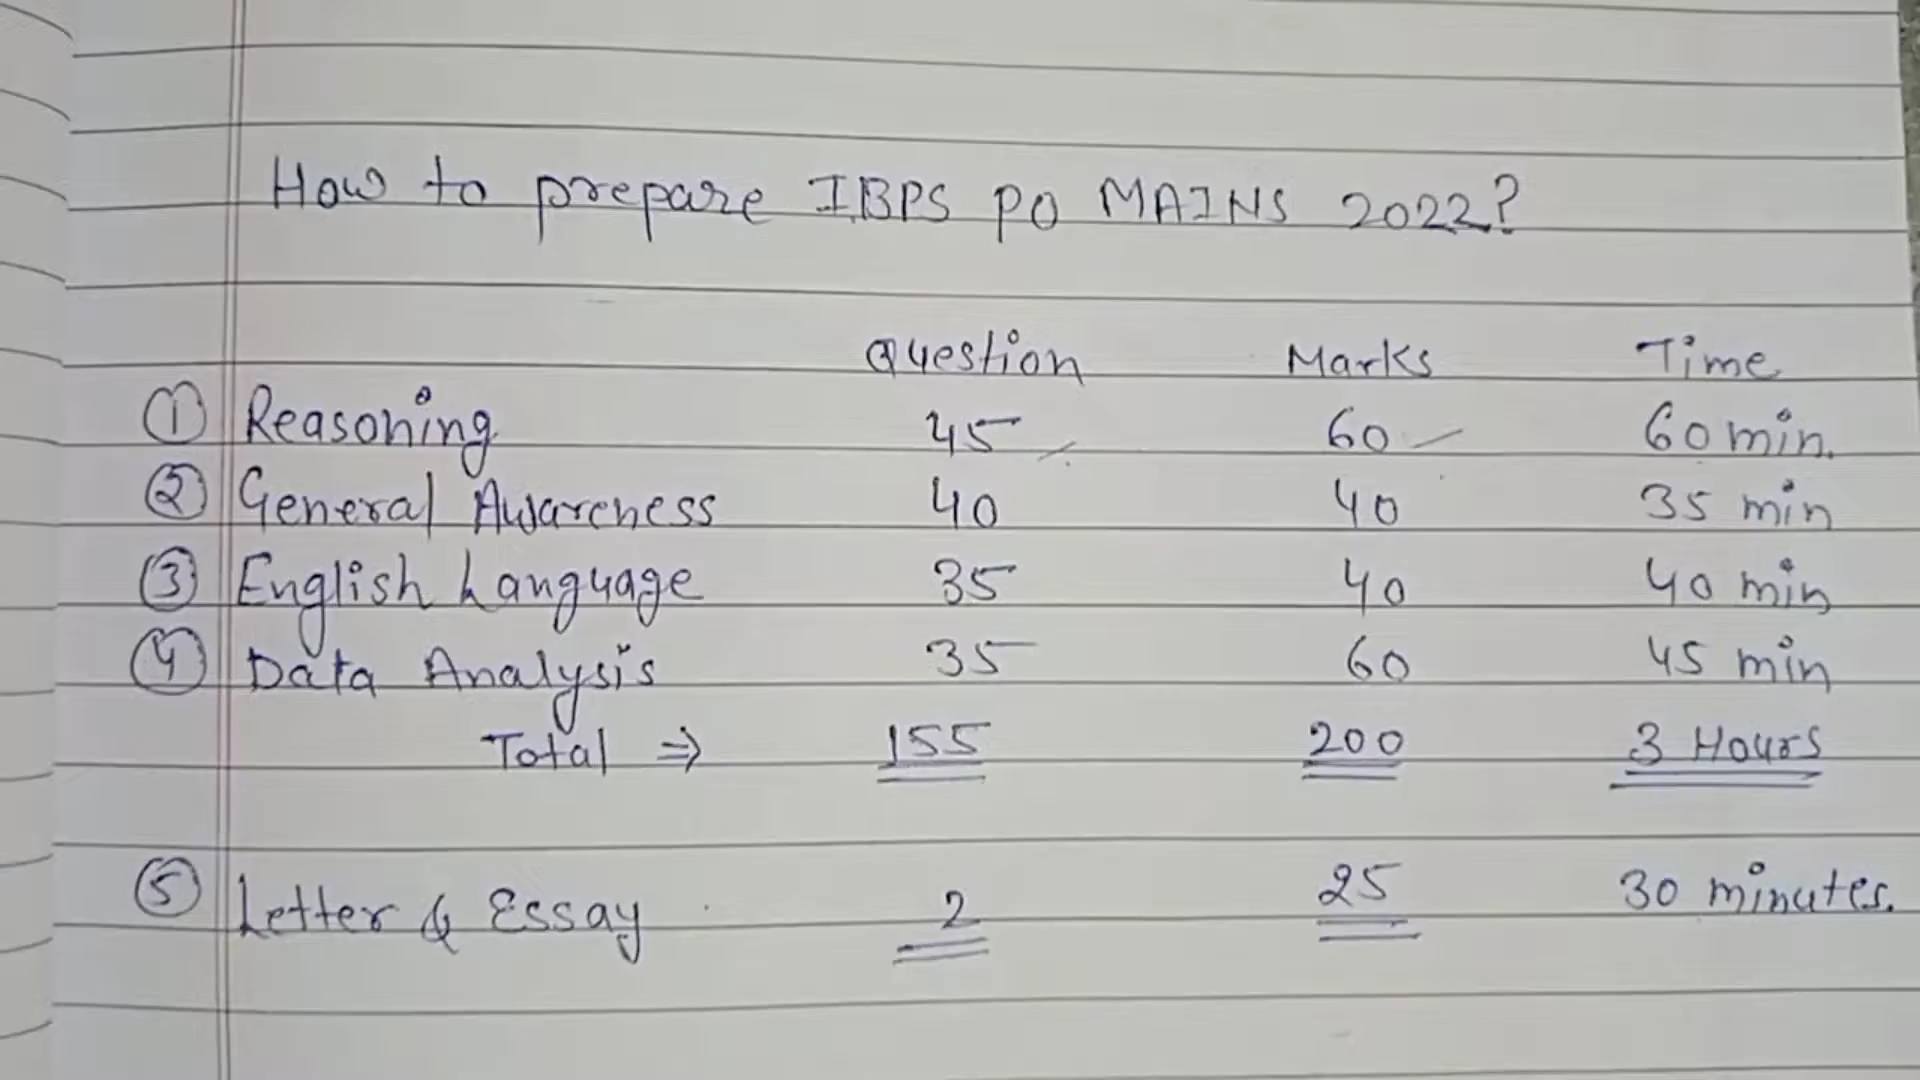 How to prepare IBPS PO MAINS 2022?
Question Marks Time
① Reasoning 45 60 60 min.
② General Awareness 40 40 35 min
③ English Language 35 40 40 min
④ Data Analysis 35 60 45 min
Total ⇒ 155 200 3 Hours
⑤ Letter & Essay 2 25 30 minutes.